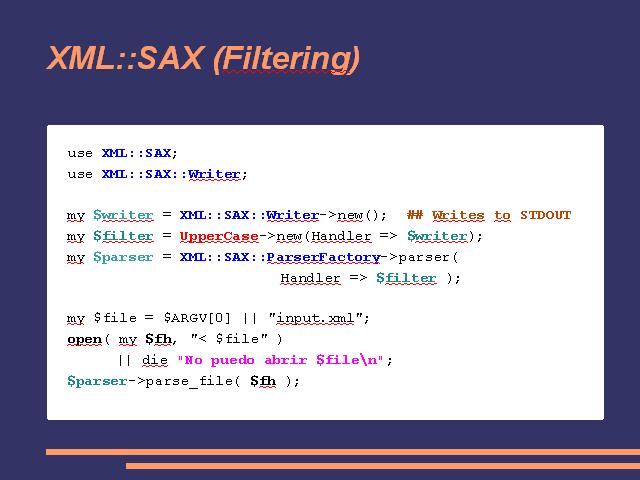 XML::SAX (Filtering)
use XML::SAX;
use XML::SAX::Writer;
my $writer = XML::SAX::Writer->new();  ## Writes to STDOUT
my $filter = UpperCase->new(Handler => $writer);
my $parser = XML::SAX::ParserFactory->parser(
Handler => $filter );
my $file = $ARGV[0] || "input.xml";
open( my $fh, "< $file" )
|| die "No puedo abrir $file\n";
$parser->parse_file( $fh );